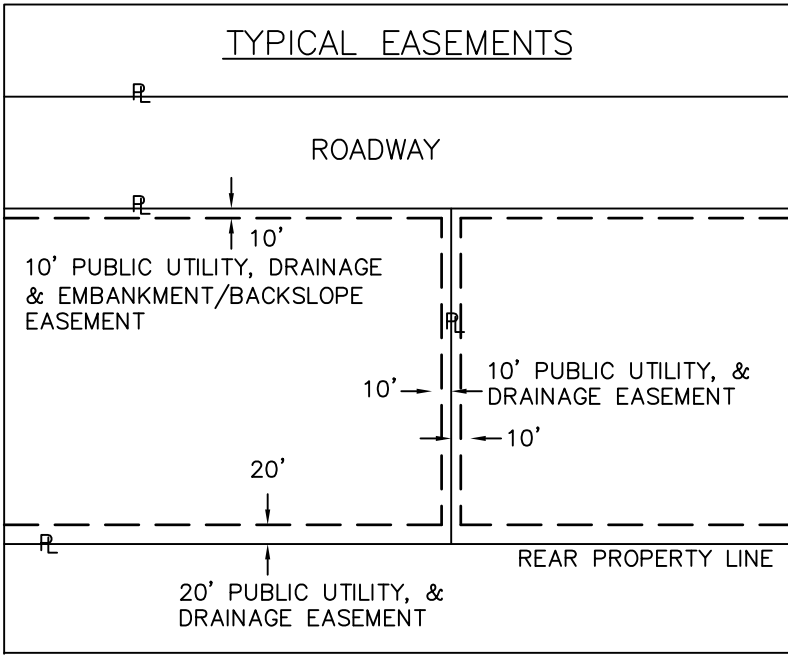 TYPICAL EASEMENTS
PL
ROADWAY
PL
10'
10' PUBLIC UTILITY, DRAINAGE
& EMBANKMENT/BACKSLOPE
EASEMENT
PL
10'
10' PUBLIC UTILITY, &
DRAINAGE EASEMENT
10'
20'
PL
REAR PROPERTY LINE
20' PUBLIC UTILITY, &
DRAINAGE EASEMENT